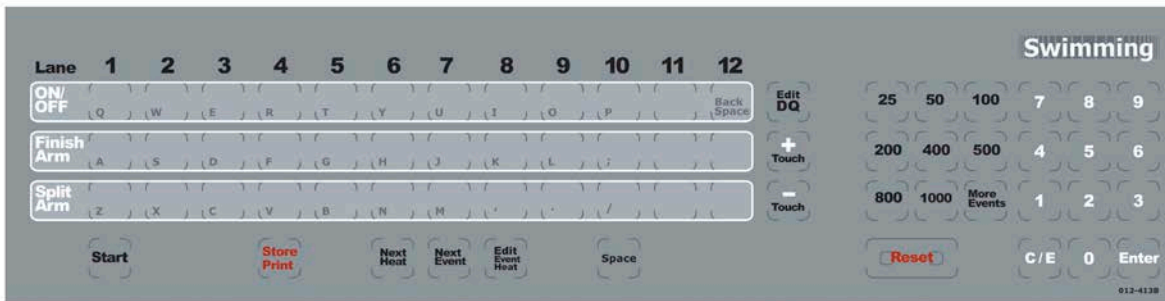 Swimming
Lane 1 2 3 4 5 6 7 8 9 10 11 12
ON/
OFF
Q W E R T Y U I O P
Back
Space
Edit
DQ
25 50 100 7 8 9
Finish
Arm
A S D F G H J K L ;
+
Touch
200 400 500 4 5 6
Split
Arm
Z X C V B N M , . /
-
Touch
800 1000 More
Events
1 2 3
Start
Store
Print
Next
Heat
Next
Event
Edit
Event
Heat
Space
Reset
C/E 0 Enter
012-413B